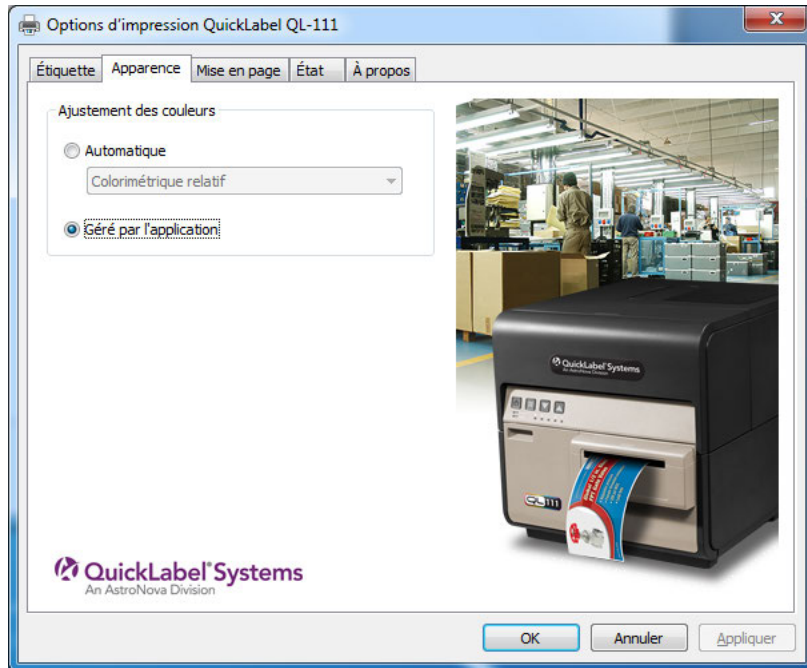 Options d'impression QuickLabel QL-111
Étiquette Apparence Mise en page État À propos
Ajustement des couleurs
Automatique
Colorimétrique relatif
Géré par l'application
QuickLabel Systems
An AstroNova Division
QL 111
QuickLabel Systems
An AstroNova Division
OK Annuler Appliquer